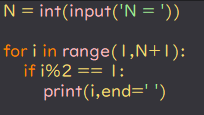 N = int(input('N = '))
for i in range(1,N+1):
if i%2 == 1:
print(i,end=' ')